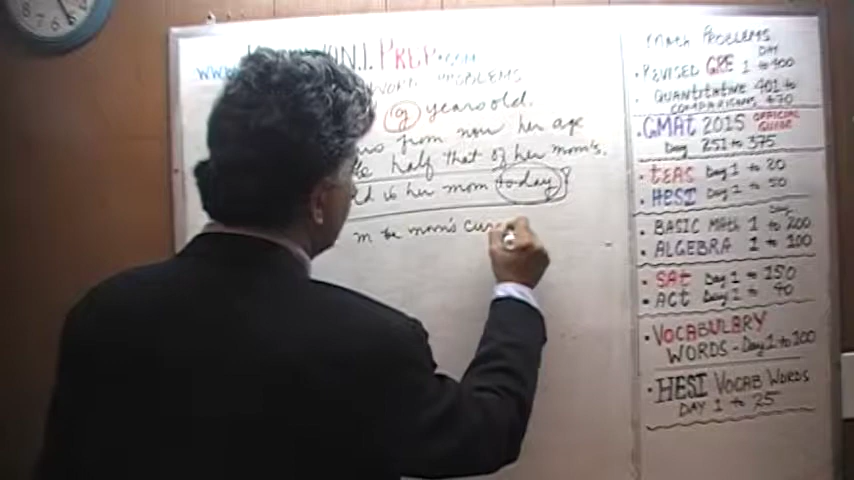 www. N.I. PREP.com
WORD PROBLEMS
19 years old.
from now her age
half that of her mom's.
old is her mom today?
m be mom's cur
Math PROBLEMS
DAY
• REVISED GRE 1 to 400
• QUANTITATIVE 401 to
COMPARISONS 470
• GMAT 2015 OFFICIAL GUIDE
Day 251 to 375
• TEAS Day 1 to 20
• HESI Day 1 to 50
Day
• BASIC Math 1 to 200
• ALGEBRA 1 to 100
• SAT Day 1 to 150
• ACT Day 1 to 40
• VOCABULARY
WORDS - Day 1 to 200
• HESI VOCAB WORDS
DAY 1 to 25